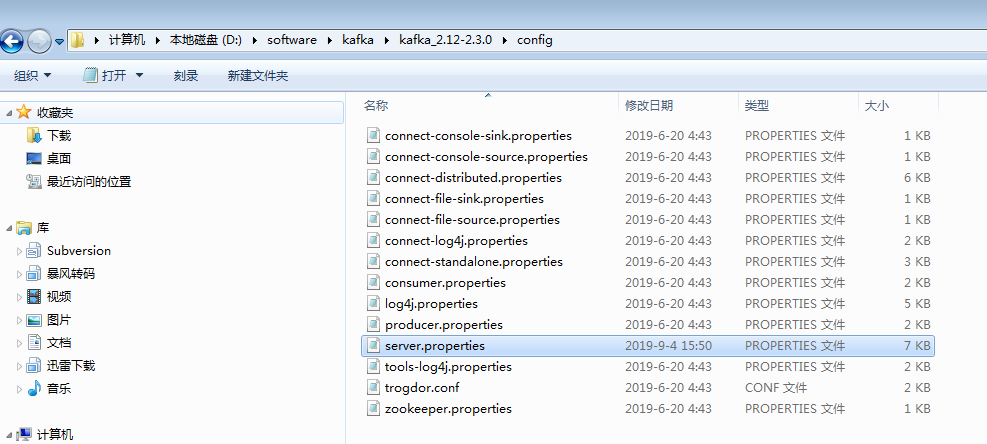 计算机 本地磁盘 (D:) software kafka kafka_2.12-2.3.0 config
组织 打开 刻录 新建文件夹
收藏夹
下载
桌面
最近访问的位置
库
Subversion
暴风转码
视频
图片
文档
迅雷下载
音乐
计算机
名称 修改日期 类型 大小
connect-console-sink.properties 2019-6-20 4:43 PROPERTIES 文件 1 KB
connect-console-source.properties 2019-6-20 4:43 PROPERTIES 文件 1 KB
connect-distributed.properties 2019-6-20 4:43 PROPERTIES 文件 6 KB
connect-file-sink.properties 2019-6-20 4:43 PROPERTIES 文件 1 KB
connect-file-source.properties 2019-6-20 4:43 PROPERTIES 文件 1 KB
connect-log4j.properties 2019-6-20 4:43 PROPERTIES 文件 2 KB
connect-standalone.properties 2019-6-20 4:43 PROPERTIES 文件 3 KB
consumer.properties 2019-6-20 4:43 PROPERTIES 文件 2 KB
log4j.properties 2019-6-20 4:43 PROPERTIES 文件 5 KB
producer.properties 2019-6-20 4:43 PROPERTIES 文件 2 KB
server.properties 2019-9-4 15:50 PROPERTIES 文件 7 KB
tools-log4j.properties 2019-6-20 4:43 PROPERTIES 文件 2 KB
trogdor.conf 2019-6-20 4:43 CONF 文件 2 KB
zookeeper.properties 2019-6-20 4:43 PROPERTIES 文件 1 KB